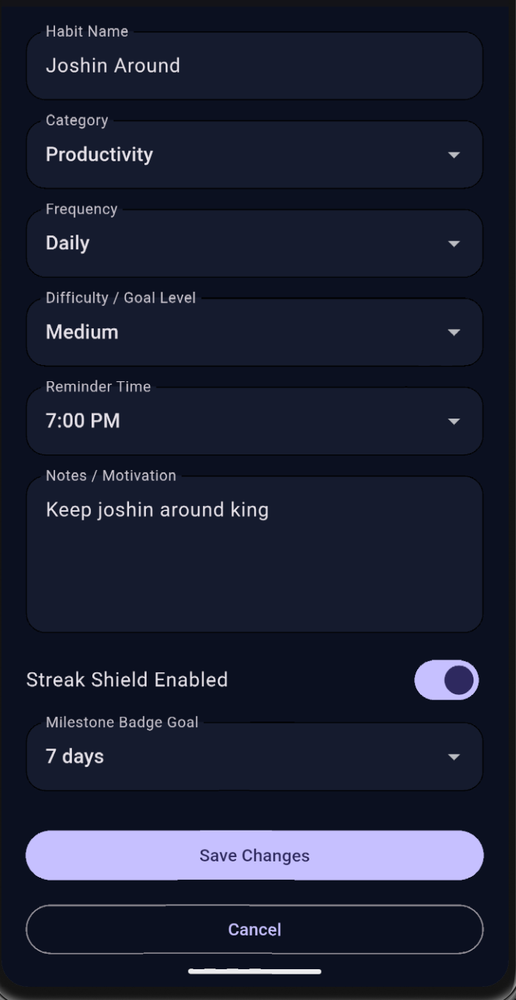 Habit Name
Joshin Around
Category
Productivity
Frequency
Daily
Difficulty / Goal Level
Medium
Reminder Time
7:00 PM
Notes / Motivation
Keep joshin around king
Streak Shield Enabled
Milestone Badge Goal
7 days
Save Changes
Cancel